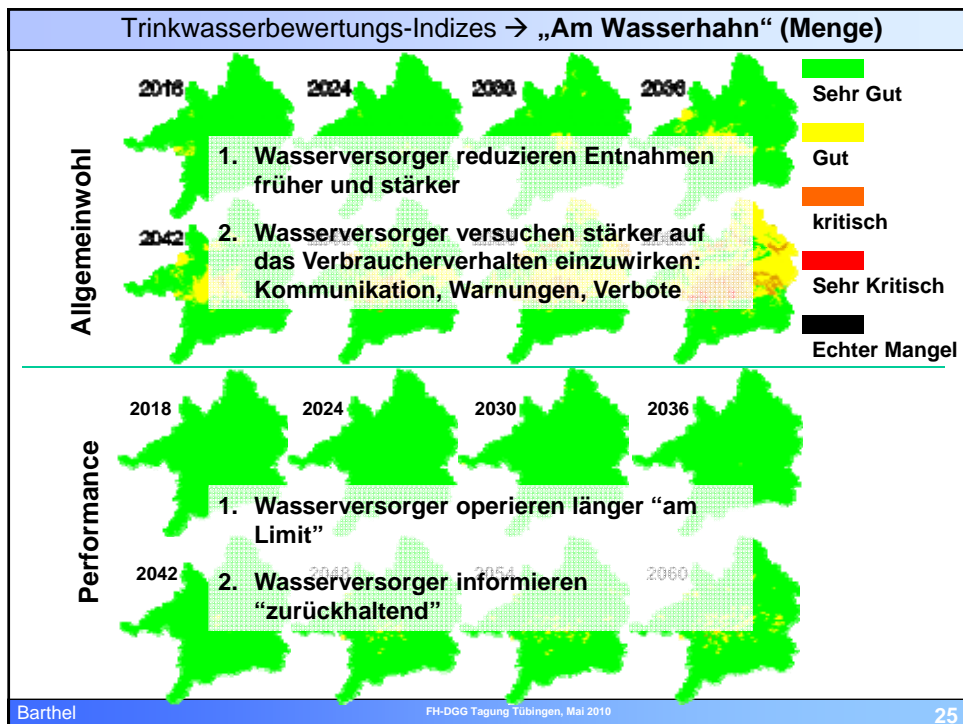 Trinkwasserbewertungs-Indizes → „Am Wasserhahn“ (Menge)
Allgemeinwohl
2018 2024 2030 2036
1. Wasserversorger reduzieren Entnahmen
früher und stärker
2042
2. Wasserversorger versuchen stärker auf
das Verbraucherverhalten einzuwirken:
Kommunikation, Warnungen, Verbote
Sehr Gut
Gut
kritisch
Sehr Kritisch
Echter Mangel
Performance
2018 2024 2030 2036
1. Wasserversorger operieren länger “am
Limit”
2042 2048 2054 2060
2. Wasserversorger informieren
“zurückhaltend”
Barthel FH-DGG Tagung Tübingen, Mai 2010 25